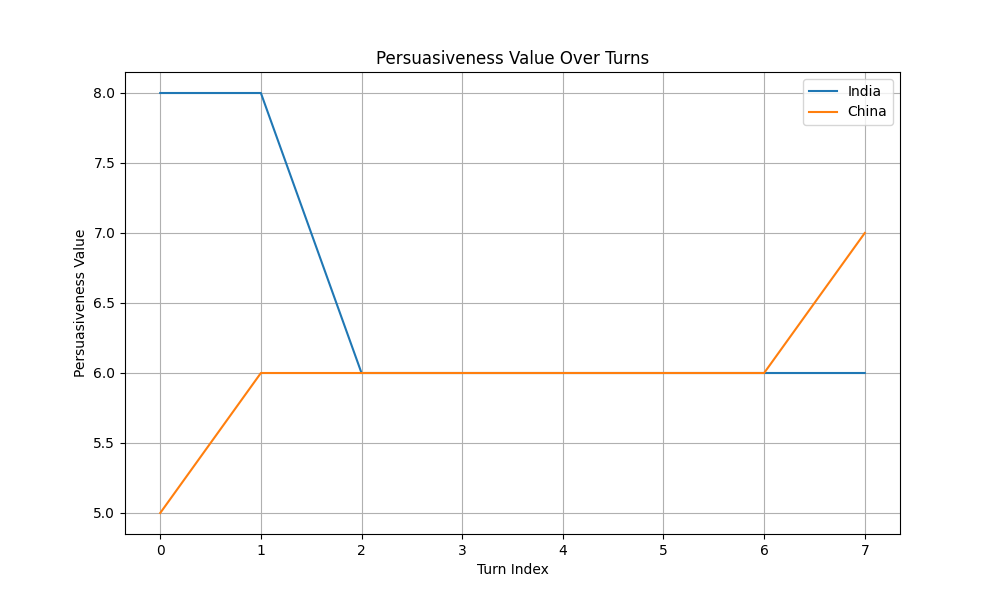 Persuasiveness Value Over Turns
India
China
8.0
7.5
7.0
6.5
6.0
5.5
5.0
Persuasiveness Value
0 1 2 3 4 5 6 7
Turn Index